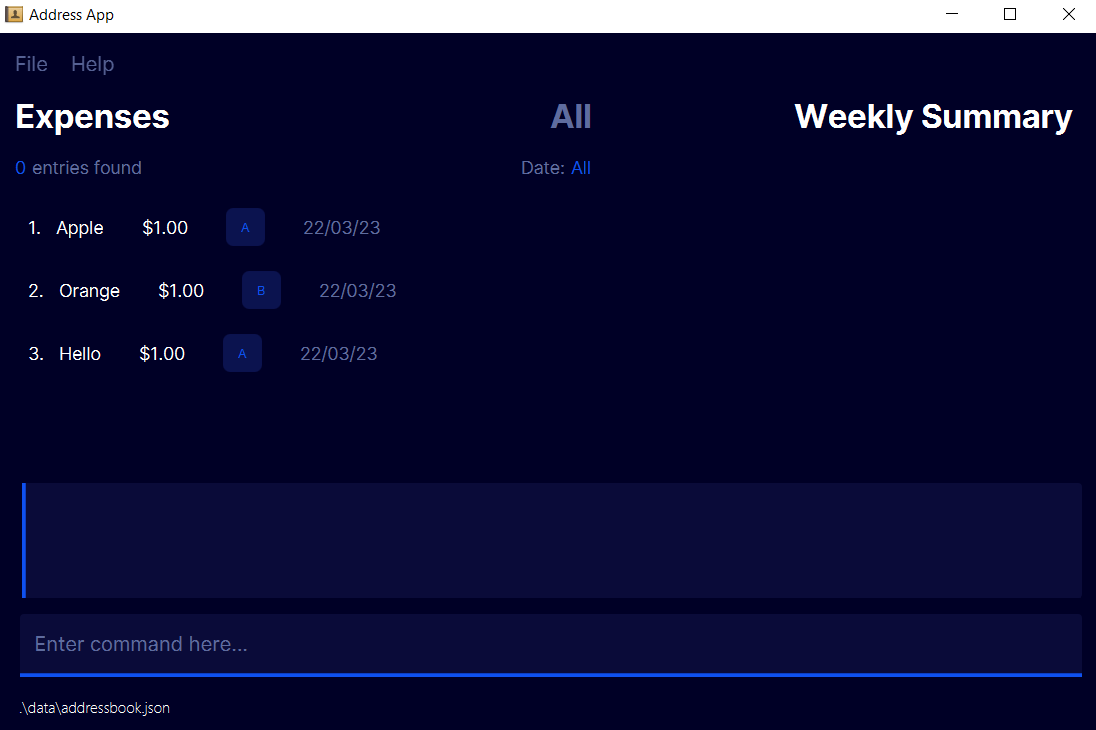 Address App
File Help
Expenses All Weekly Summary
0 entries found Date: All
1. Apple $1.00 A 22/03/23
2. Orange $1.00 B 22/03/23
3. Hello $1.00 A 22/03/23
Enter command here...
.\data\addressbook.json